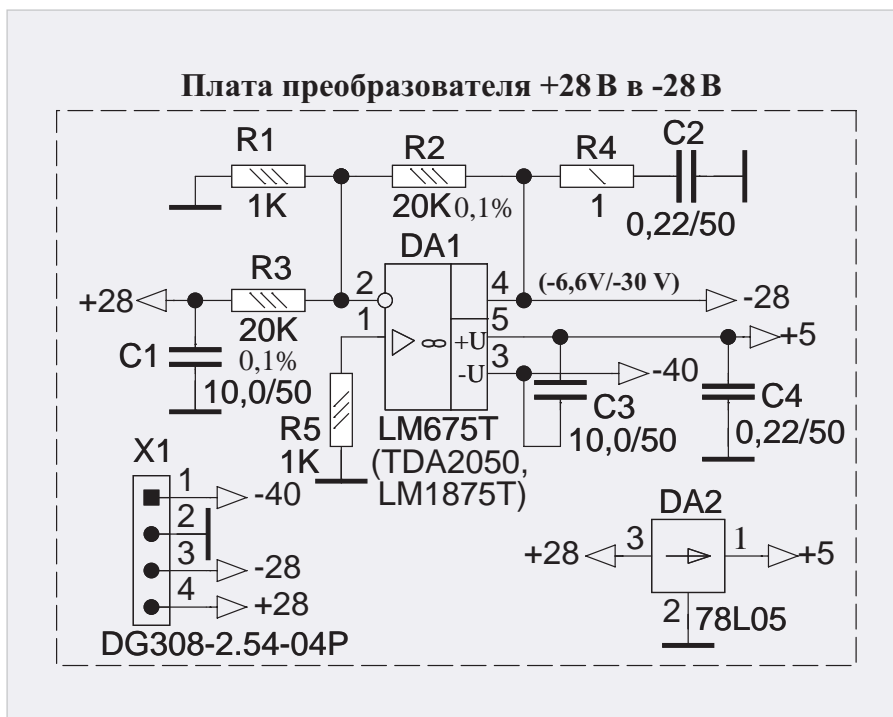 Плата преобразователя +28 В в -28 В
R1
1K
R2
20K 0,1%
R4
1
C2
0,22/50
DA1
+28
R3
20K
0,1%
C1
10,0/50
2
1
∞
+U
-U
4
5
3
(-6,6V/-30 V)
-28
+5
-40
C3
10,0/50
C4
0,22/50
R5
1K
LM675T
(TDA2050,
LM1875T)
X1
1
-40
2
3
-28
4
+28
DG308-2.54-04P
DA2
+28
3
1
+5
2
78L05